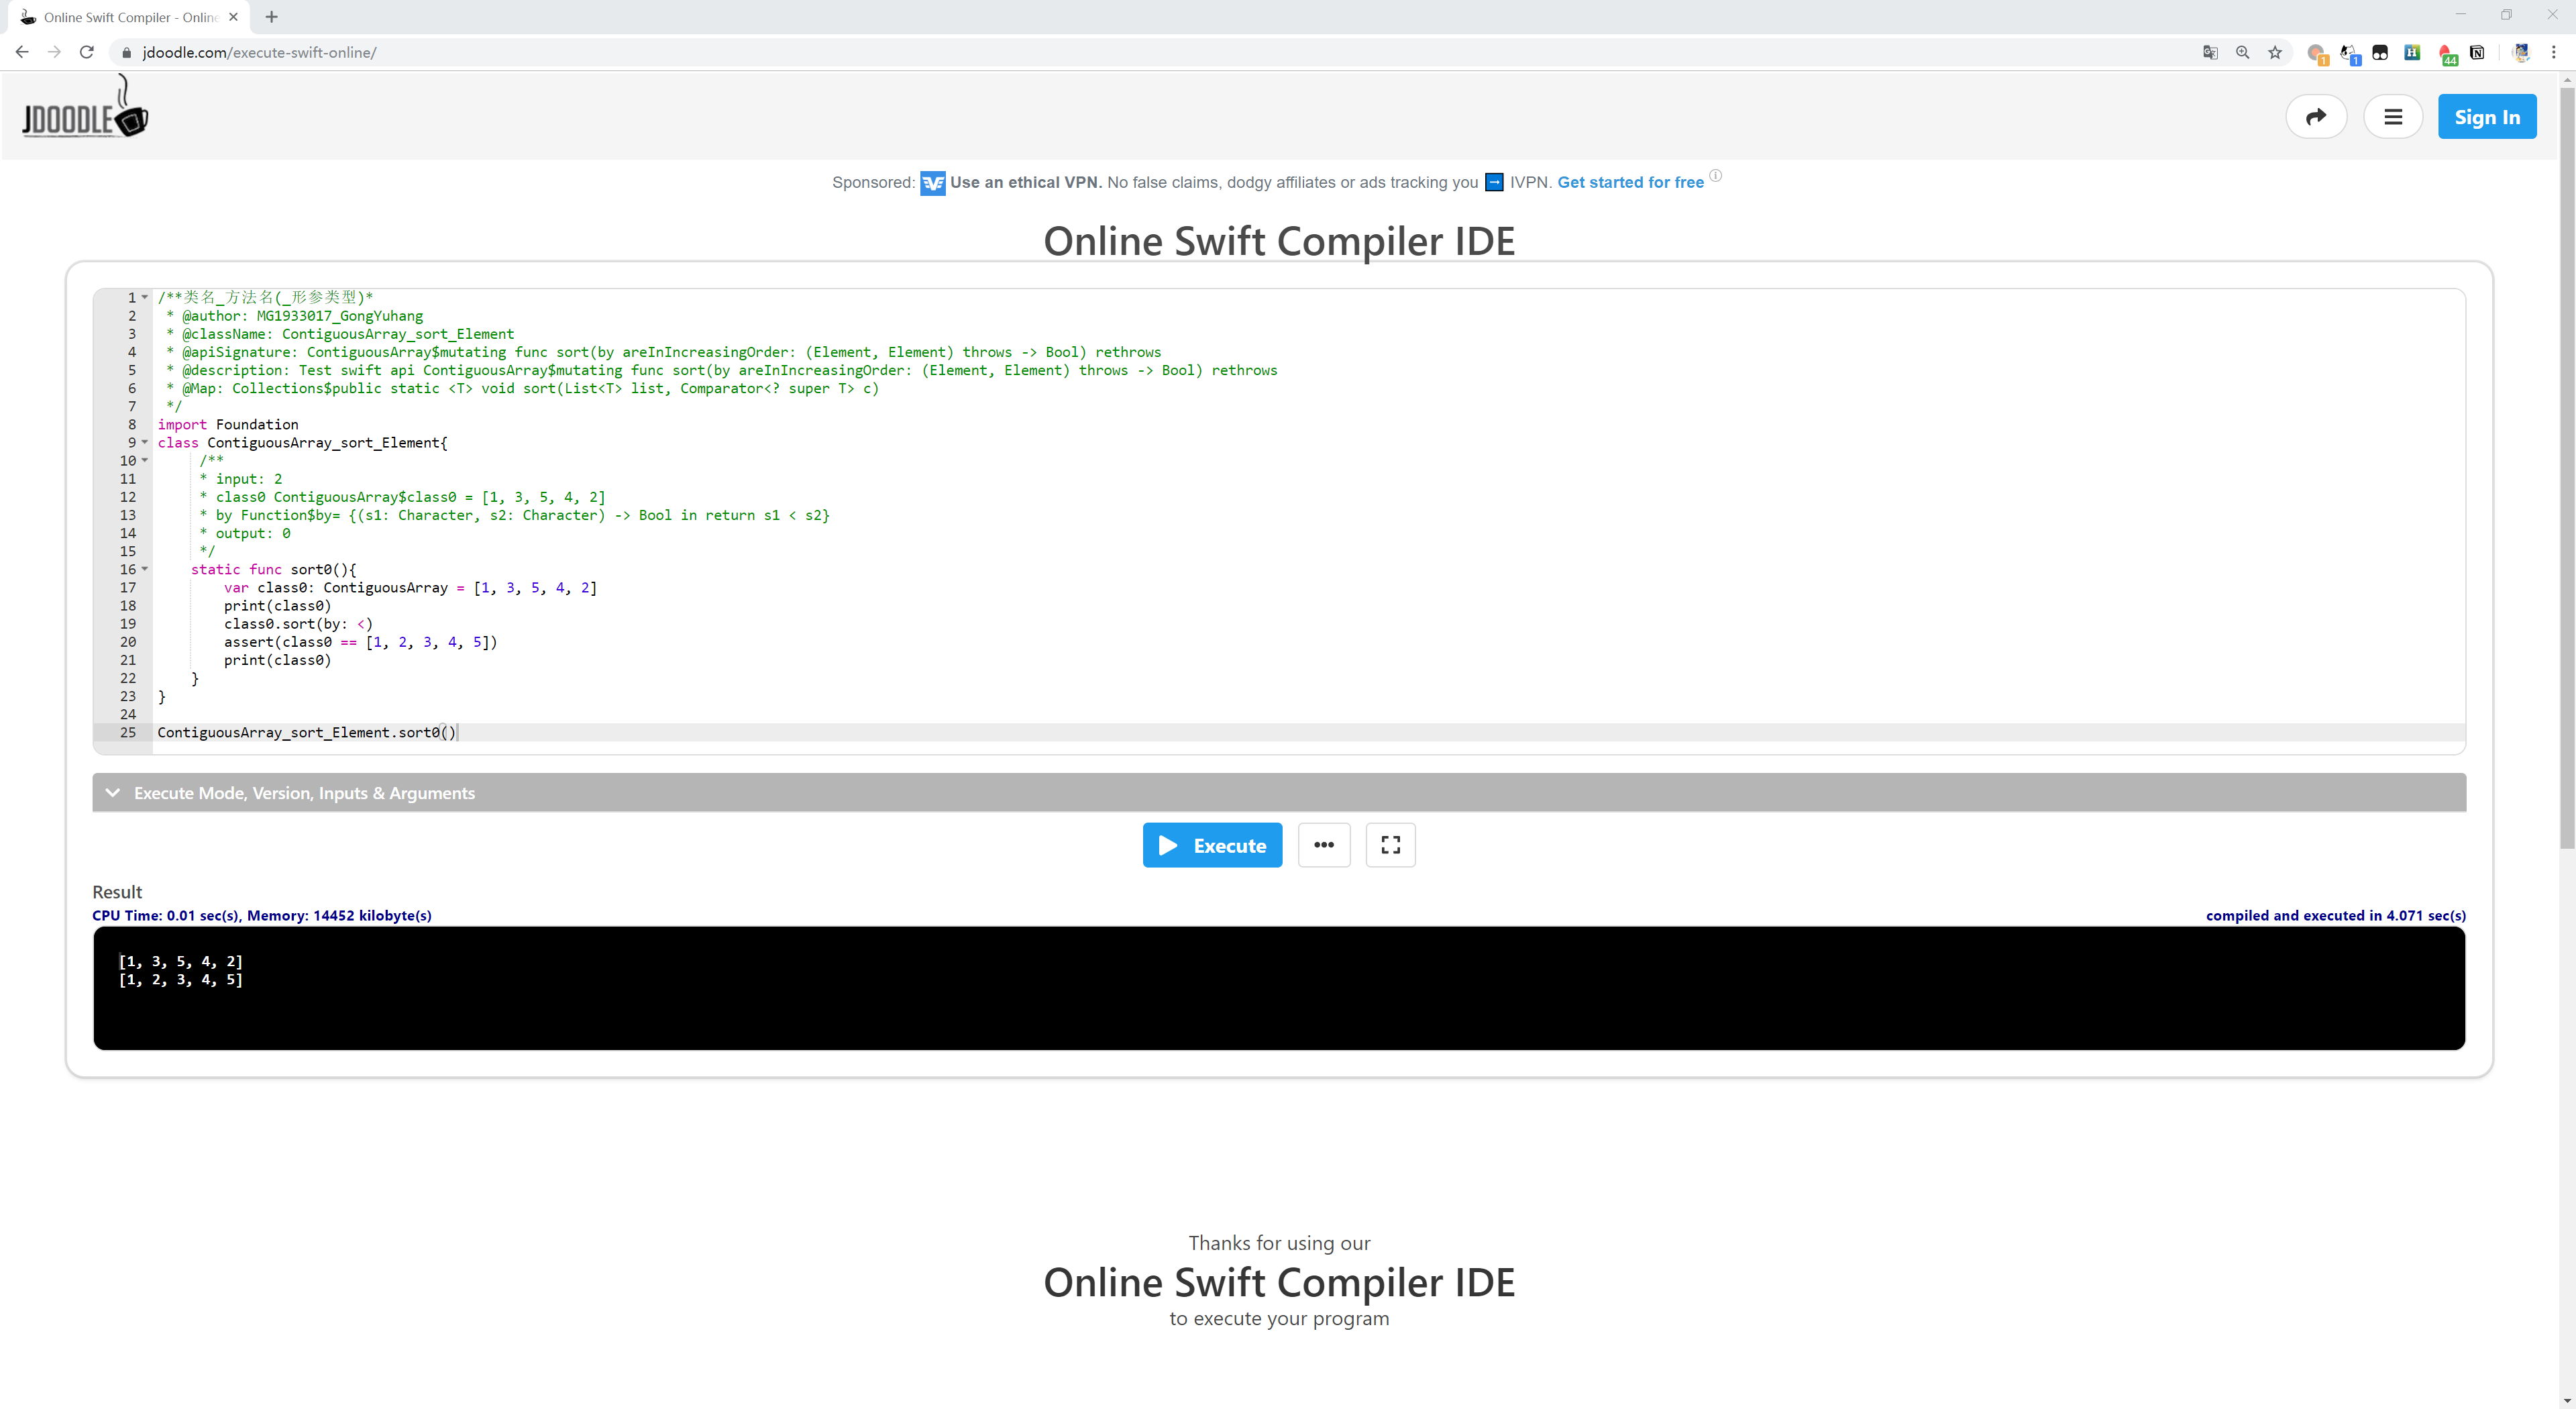 Online Swift Compiler - Online
jdoodle.com/execute-swift-online/
1
1
44
JDOODLE
Sign In
Sponsored: Use an ethical VPN. No false claims, dodgy affiliates or ads tracking you IVPN. Get started for free
Online Swift Compiler IDE
1 /**类名_方法名(_形参类型)*
2 * @author: MG1933017_GongYuhang
3 * @className: ContiguousArray_sort_Element
4 * @apiSignature: ContiguousArray$mutating func sort(by areInIncreasingOrder: (Element, Element) throws -> Bool) rethrows
5 * @description: Test swift api ContiguousArray$mutating func sort(by areInIncreasingOrder: (Element, Element) throws -> Bool) rethrows
6 * @Map: Collections$public static <T> void sort(List<T> list, Comparator<? super T> c)
7 */
8 import Foundation
9 class ContiguousArray_sort_Element{
10 /**
11 * input: 2
12 * class0 ContiguousArray$class0 = [1, 3, 5, 4, 2]
13 * by Function$by= {(s1: Character, s2: Character) -> Bool in return s1 < s2}
14 * output: 0
15 */
16 static func sort0(){
17 var class0: ContiguousArray = [1, 3, 5, 4, 2]
18 print(class0)
19 class0.sort(by: <)
20 assert(class0 == [1, 2, 3, 4, 5])
21 print(class0)
22 }
23 }
24
25 ContiguousArray_sort_Element.sort0()
Execute Mode, Version, Inputs & Arguments
Execute
Result
CPU Time: 0.01 sec(s), Memory: 14452 kilobyte(s)
compiled and executed in 4.071 sec(s)
[1, 3, 5, 4, 2]
[1, 2, 3, 4, 5]
Thanks for using our
Online Swift Compiler IDE
to execute your program